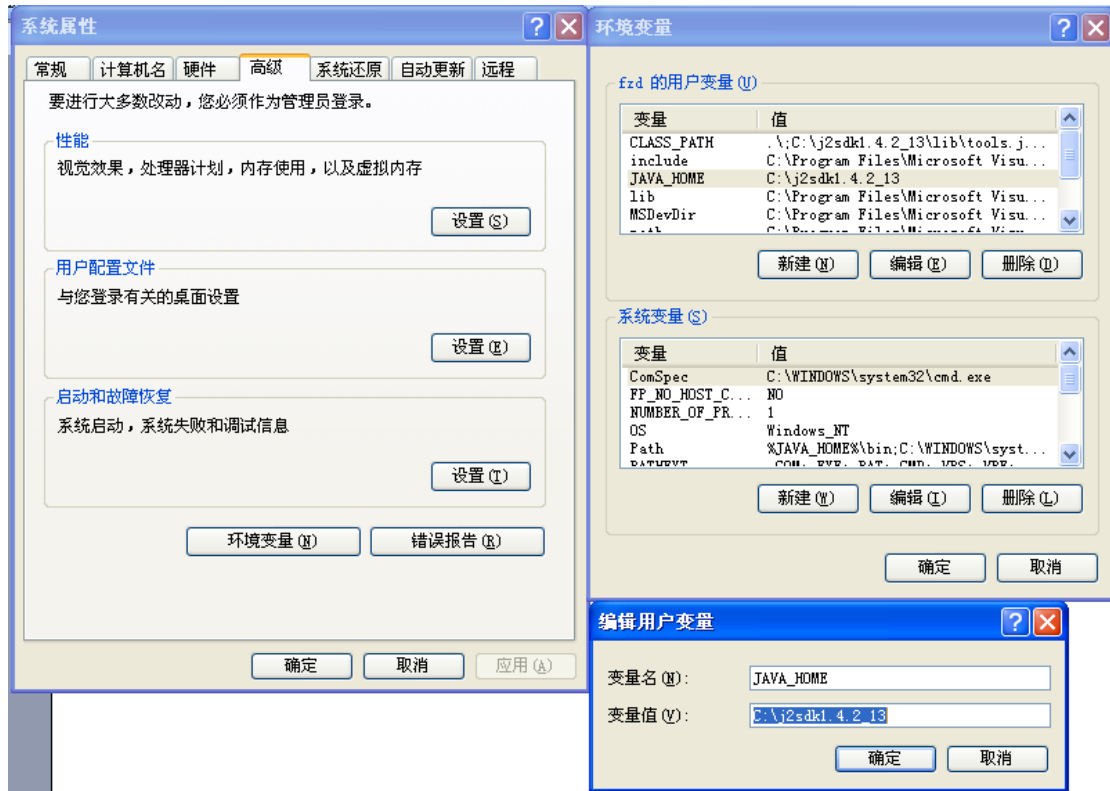 系统属性
常规 计算机名 硬件 高级 系统还原 自动更新 远程
要进行大多数改动，您必须作为管理员登录。
性能
视觉效果，处理器计划，内存使用，以及虚拟内存
设置(S)
用户配置文件
与您登录有关的桌面设置
设置(E)
启动和故障恢复
系统启动，系统失败和调试信息
设置(T)
环境变量(N) 错误报告(R)
确定 取消 应用(A)
环境变量
fzd 的用户变量(U)
变量 值
CLASS_PATH .\;C:\j2sdk1.4.2_13\lib\tools.j...
include C:\Program Files\Microsoft Visu...
JAVA_HOME C:\j2sdk1.4.2_13
lib C:\Program Files\Microsoft Visu...
MSDevDir C:\Program Files\Microsoft Visu...
新建(N) 编辑(E) 删除(D)
系统变量(S)
变量 值
ComSpec C:\WINDOWS\system32\cmd.exe
FP_NO_HOST_C... NO
NUMBER_OF_PR... 1
OS Windows_NT
Path %JAVA_HOME%\bin;C:\WINDOWS\syst...
新建(W) 编辑(I) 删除(L)
确定 取消
编辑用户变量
变量名(N): JAVA_HOME
变量值(V): C:\j2sdk1.4.2_13
确定 取消